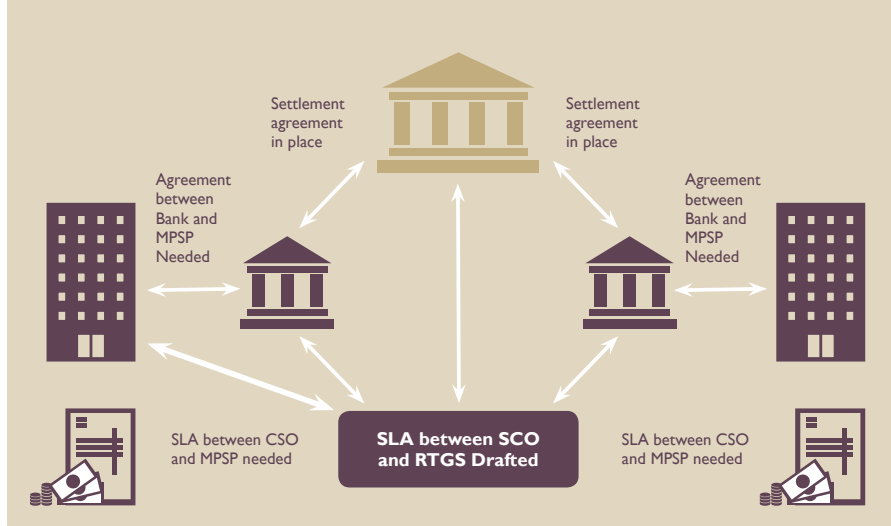 Settlement
agreement
in place
Settlement
agreement
in place
Agreement
between
Bank and
MPSP
Needed
Agreement
between
Bank and
MPSP
Needed
SLA between CSO
and MPSP needed
SLA between SCO
and RTGS Drafted
SLA between CSO
and MPSP needed